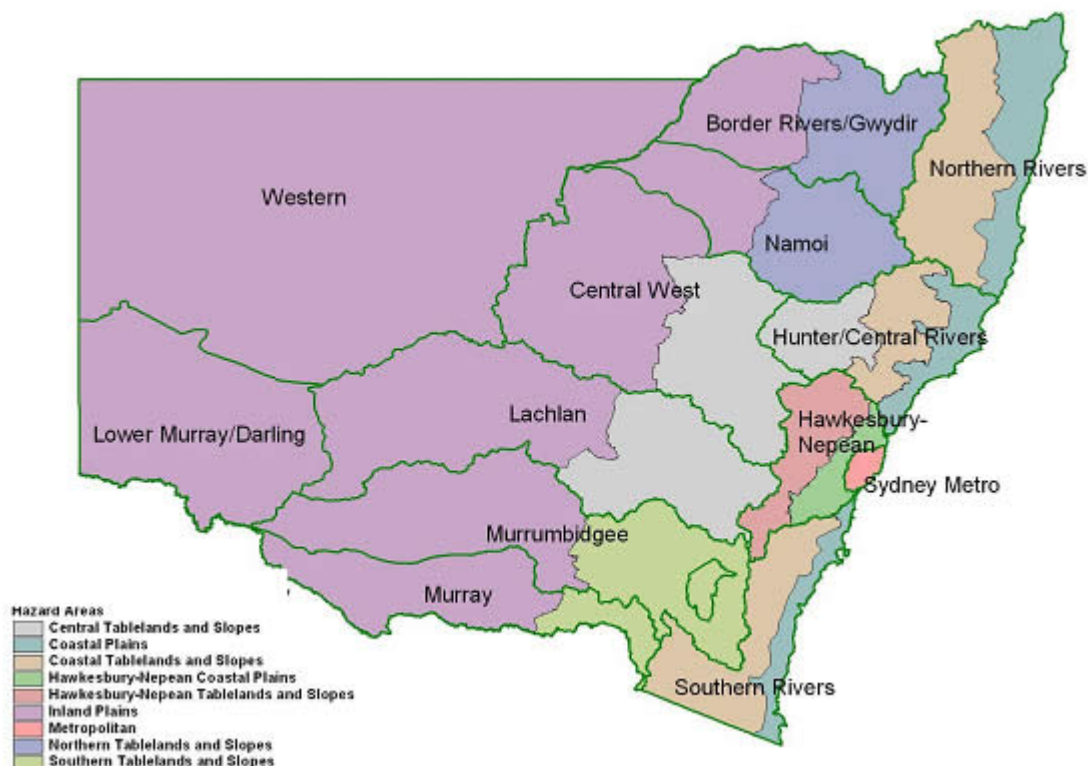 Border Rivers/Gwydir
Northern Rivers
Western
Namoi
Central West
Hunter/Central Rivers
Lachlan
Lower Murray/Darling
Hawkesbury-
Nepean
Sydney Metro
Murrumbidgee
Murray
Southern Rivers
Hazard Areas
Central Tablelands and Slopes
Coastal Plains
Coastal Tablelands and Slopes
Hawkesbury-Nepean Coastal Plains
Hawkesbury-Nepean Tablelands and Slopes
Inland Plains
Metropolitan
Northern Tablelands and Slopes
Southern Tablelands and Slopes